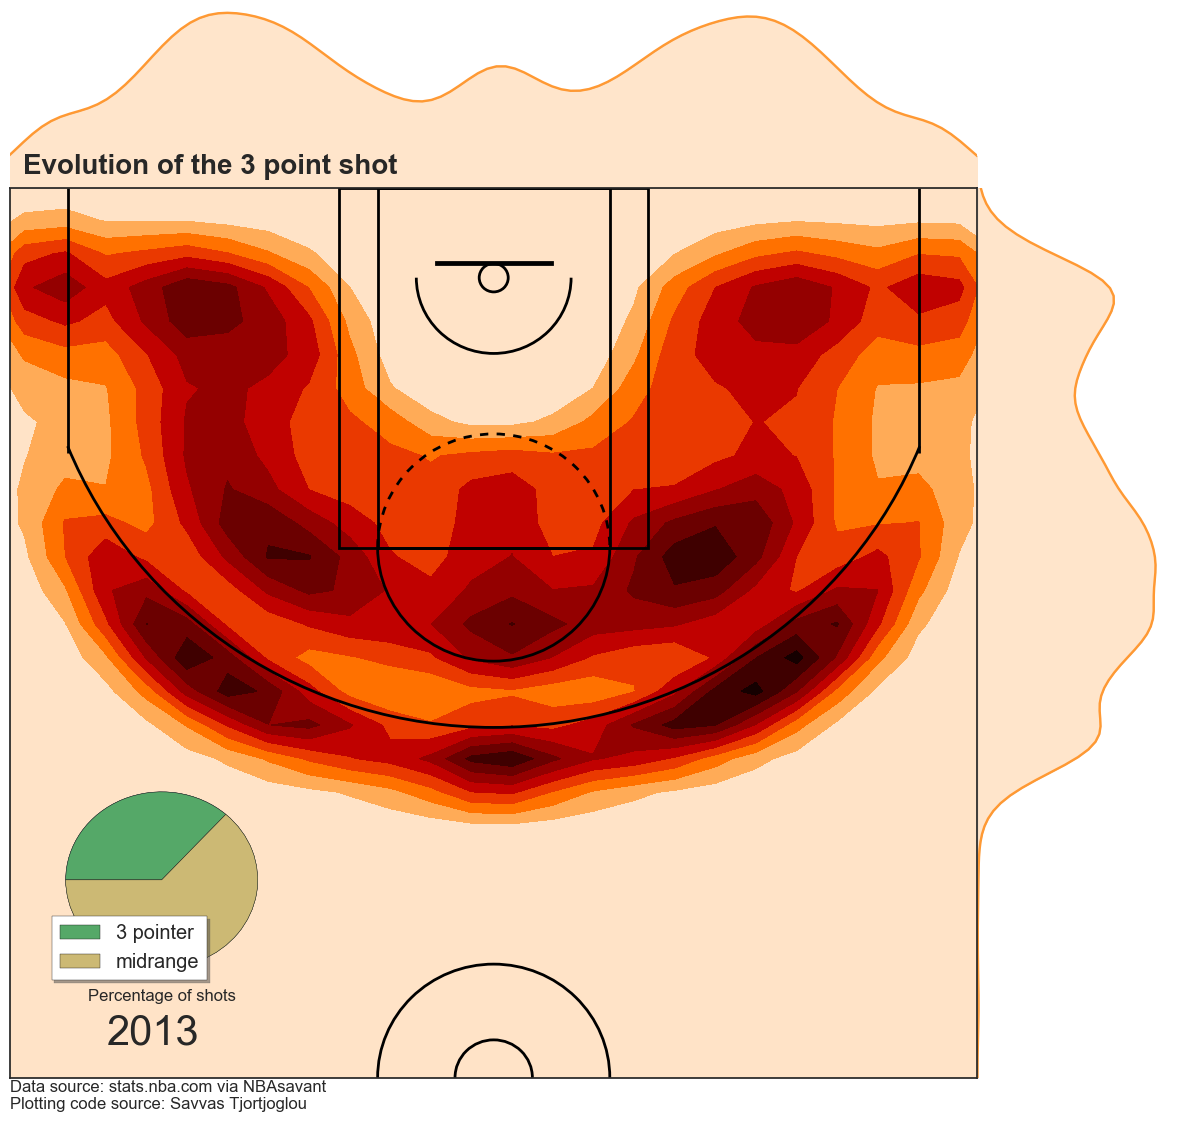 Evolution of the 3 point shot
3 pointer
midrange
Percentage of shots
2013
Data source: stats.nba.com via NBAsavant
Plotting code source: Savvas Tjortjoglou